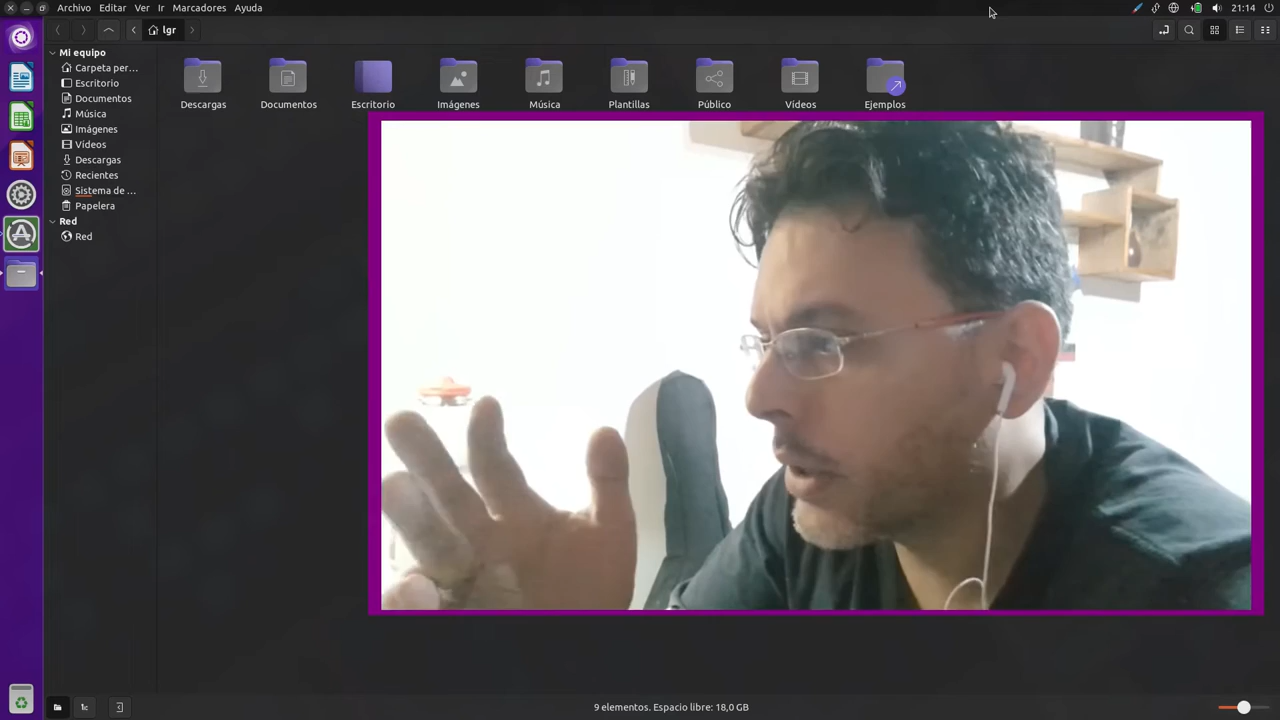 Archivo Editar Ver Ir Marcadores Ayuda 21:14
lgr
Mi equipo
Carpeta per...
Escritorio
Documentos
Música
Imágenes
Vídeos
Descargas
Recientes
Sistema de ...
Papelera
Red
Red
Descargas Documentos Escritorio Imágenes Música Plantillas Público Vídeos Ejemplos
9 elementos. Espacio libre: 18,0 GB